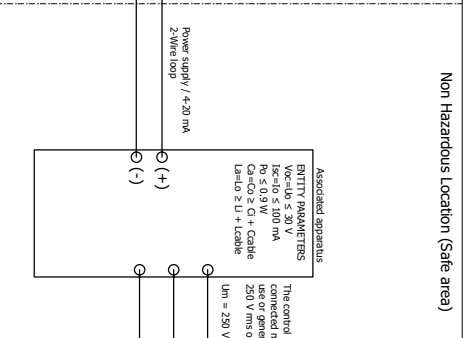 Non Hazardous Location (Safe area)
Associated apparatus
ENTITY PARAMETERS
Voc=Uo ≤ 30 V
Isc=Io ≤ 100 mA
Po ≤ 0.9 W
Ca=Co ≥ Ci + Ccable
La=Lo ≥ Li + Lcable
Power supply / 4-20 mA
2-Wire loop
(+)
(-)
The control
connected
use or gener
250 V rms o
Um = 250 V